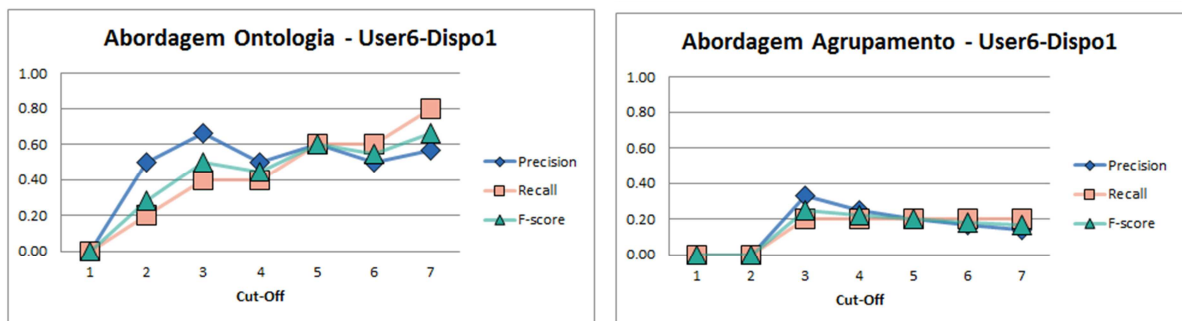 Abordagem Ontologia - User6-Dispo1
1.00
0.80
0.60
0.40
0.20
0.00
1 2 3 4 5 6 7
Cut-Off
Precision
Recall
F-score
Abordagem Agrupamento - User6-Dispo1
1.00
0.80
0.60
0.40
0.20
0.00
1 2 3 4 5 6 7
Cut-Off
Precision
Recall
F-score